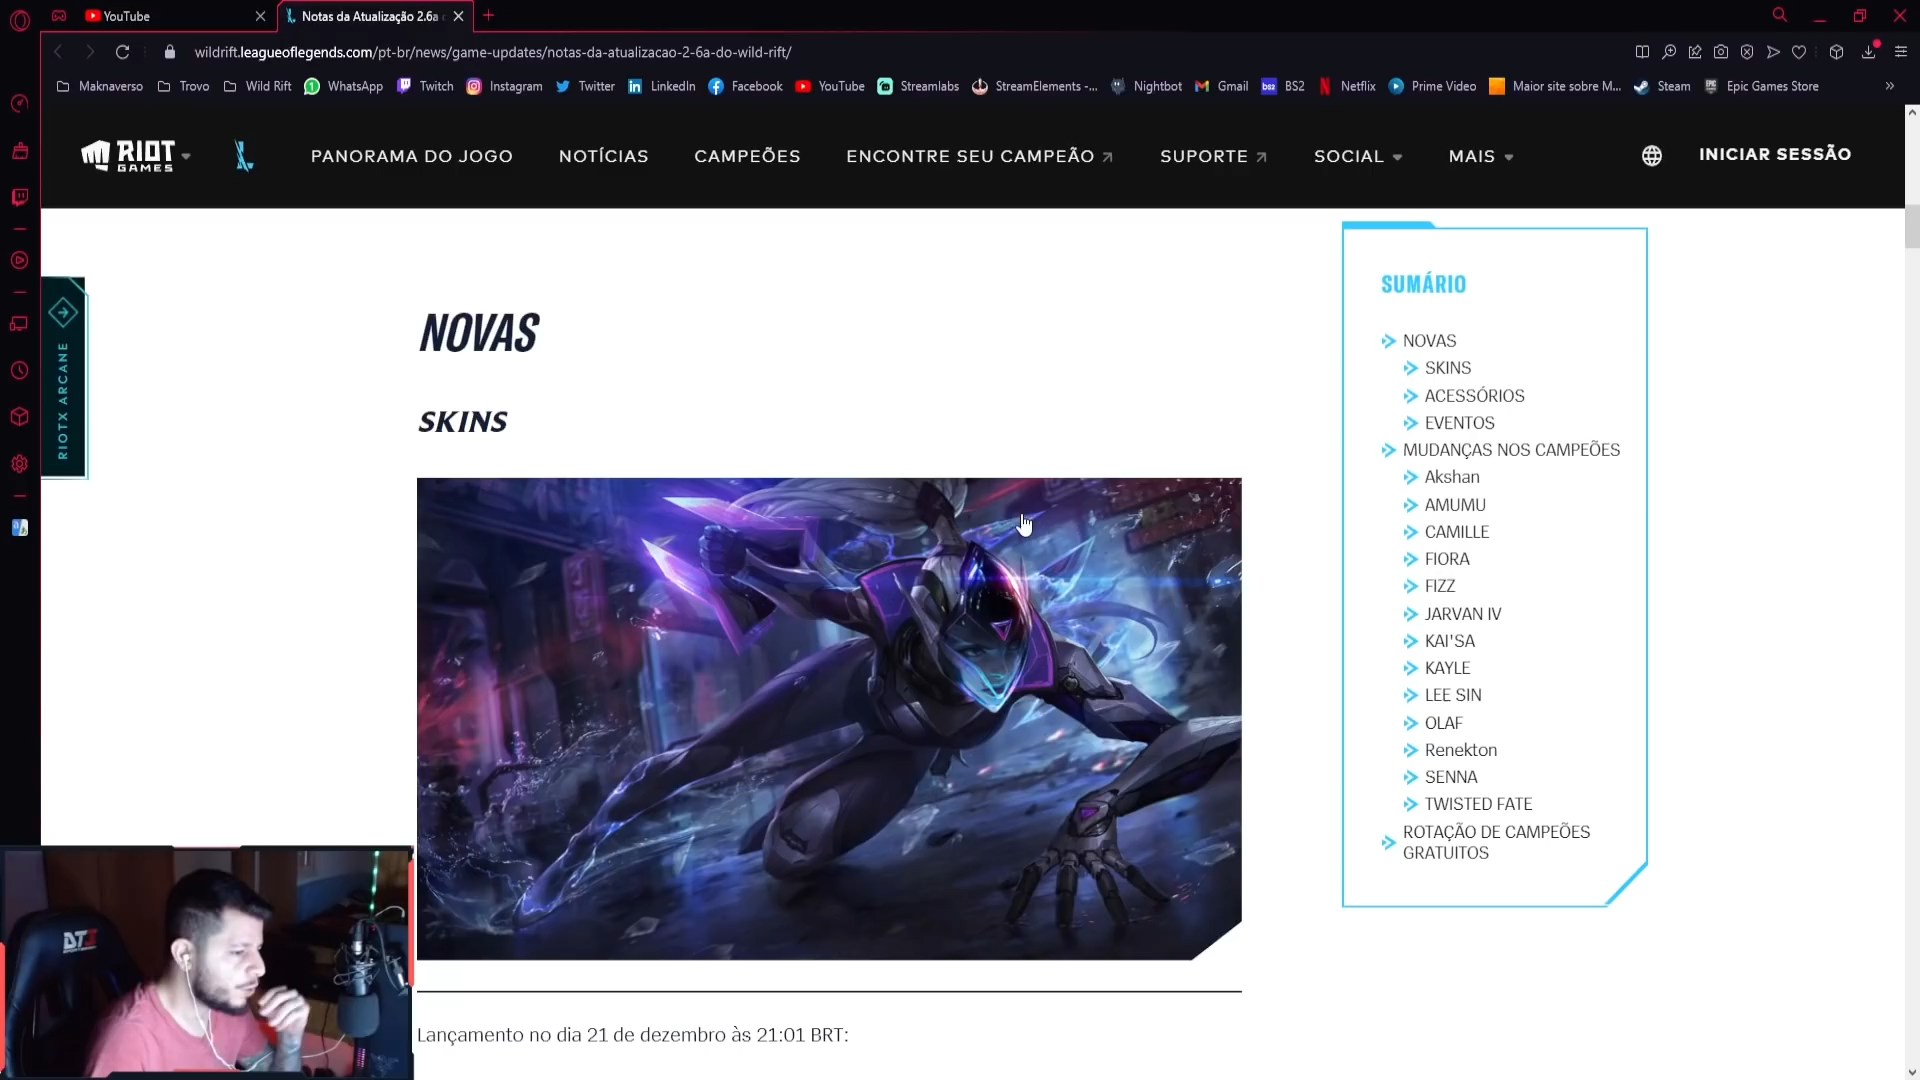 YouTube
Notas da Atualização 2.6a
wildrift.leagueoflegends.com/pt-br/news/game-updates/notas-da-atualizacao-2-6a-do-wild-rift/
Maknaverso Trovo Wild Rift WhatsApp Twitch Instagram Twitter LinkedIn Facebook YouTube Streamlabs StreamElements -... Nightbot Gmail BS2 Netflix Prime Video Maior site sobre M... Steam Epic Games Store
RIOT GAMES PANORAMA DO JOGO NOTÍCIAS CAMPEÕES ENCONTRE SEU CAMPEÃO SUPORTE SOCIAL MAIS INICIAR SESSÃO
RIOTX ARCANE
NOVAS
SKINS
SUMÁRIO
NOVAS
SKINS
ACESSÓRIOS
EVENTOS
MUDANÇAS NOS CAMPEÕES
Akshan
AMUMU
CAMILLE
FIORA
FIZZ
JARVAN IV
KAI'SA
KAYLE
LEE SIN
OLAF
Renekton
SENNA
TWISTED FATE
ROTAÇÃO DE CAMPEÕES
GRATUITOS
DT3
Lançamento no dia 21 de dezembro às 21:01 BRT: